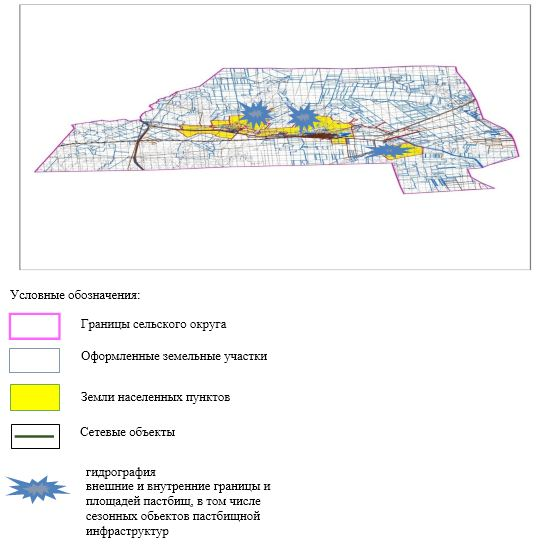 Условные обозначения:
Границы сельского округа
Оформленные земельные участки
Земли населенных пунктов
Сетевые объекты
гидрография
внешние и внутренние границы и
площадей пастбищ, в том числе
сезонных объектов пастбищной
инфраструктур